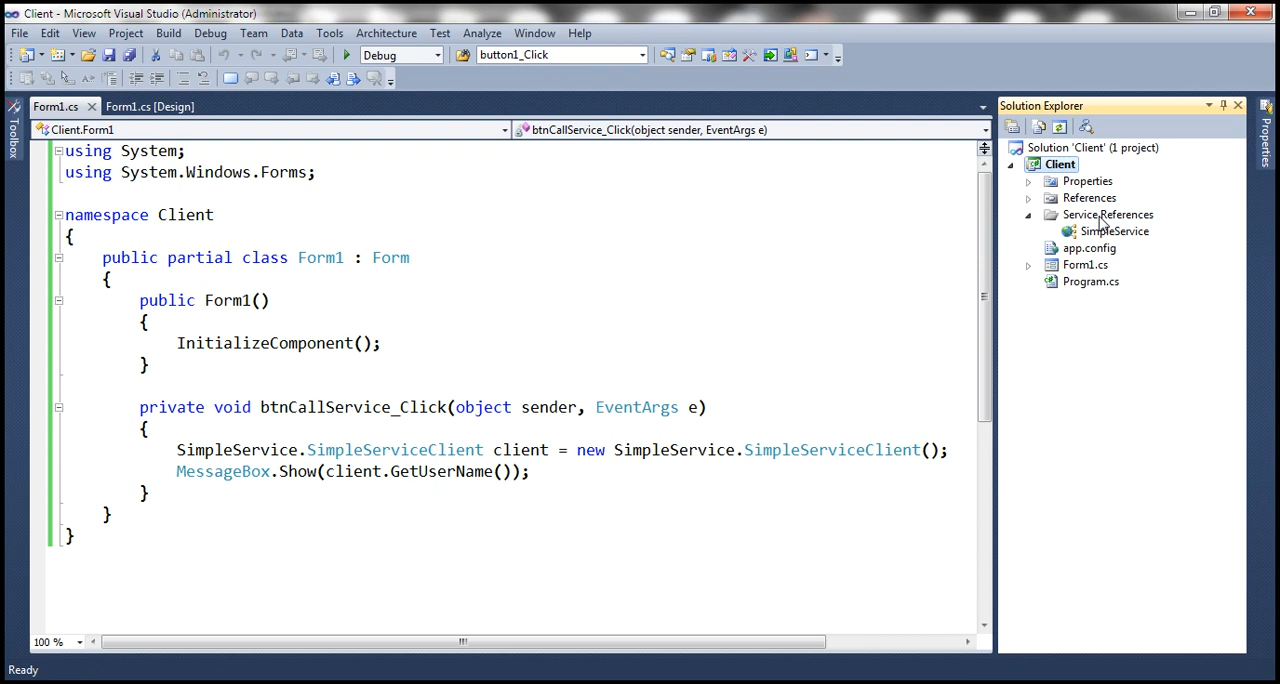 Client - Microsoft Visual Studio (Administrator)
File Edit View Project Build Debug Team Data Tools Architecture Test Analyze Window Help
Debug button1_Click
Form1.cs Form1.cs [Design]
Solution Explorer
Toolbox
Properties
Client.Form1 btnCallService_Click(object sender, EventArgs e)
using System;
using System.Windows.Forms;
namespace Client
{
public partial class Form1 : Form
{
public Form1()
{
InitializeComponent();
}
private void btnCallService_Click(object sender, EventArgs e)
{
SimpleService.SimpleServiceClient client = new SimpleService.SimpleServiceClient();
MessageBox.Show(client.GetUserName());
}
}
}
Solution 'Client' (1 project)
Client
Properties
References
Service References
SimpleService
app.config
Form1.cs
Program.cs
100 %
Ready